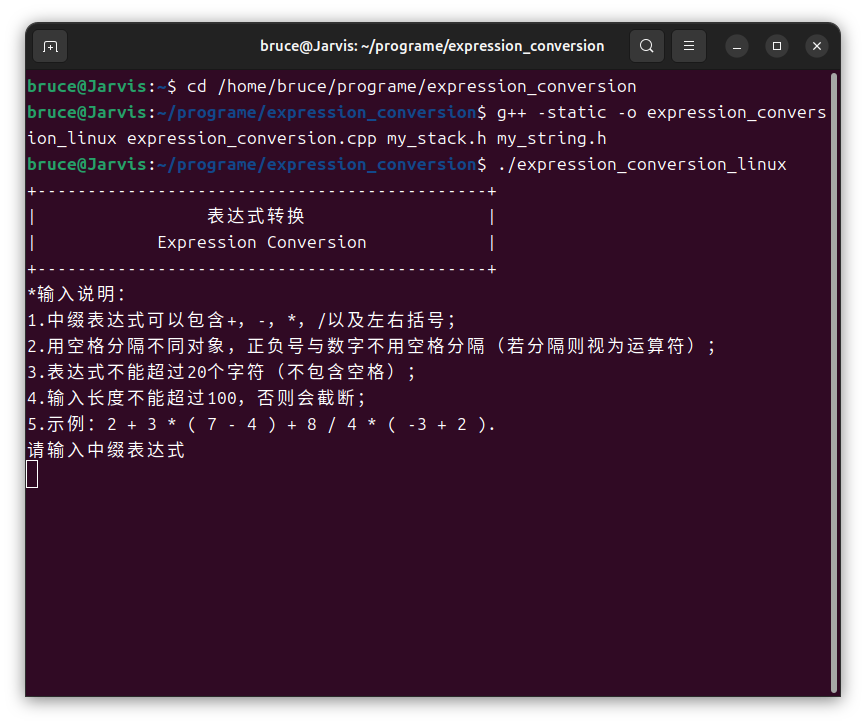 bruce@Jarvis: ~/programe/expression_conversion
bruce@Jarvis:~$ cd /home/bruce/programe/expression_conversion
bruce@Jarvis:~/programe/expression_conversion$ g++ -static -o expression_convers
ion_linux expression_conversion.cpp my_stack.h my_string.h
bruce@Jarvis:~/programe/expression_conversion$ ./expression_conversion_linux
+---------------------------------------------+
|                 表达式转换                  |
|            Expression Conversion            |
+---------------------------------------------+
*输入说明：
1.中缀表达式可以包含+，-，*，/以及左右括号；
2.用空格分隔不同对象，正负号与数字不用空格分隔（若分隔则视为运算符）；
3.表达式不能超过20个字符（不包含空格）；
4.输入长度不能超过100，否则会截断；
5.示例：2 + 3 * ( 7 - 4 ) + 8 / 4 * ( -3 + 2 ).
请输入中缀表达式